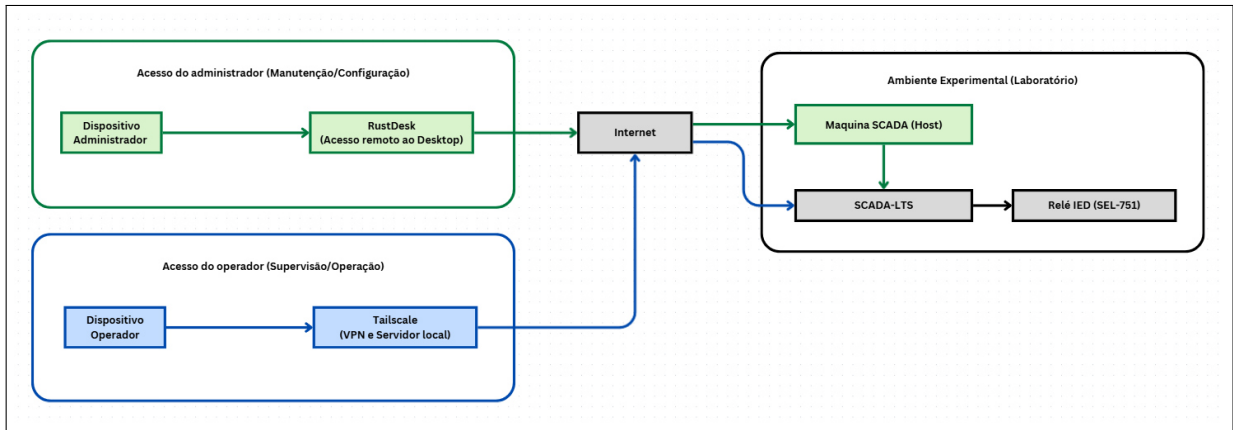 Acesso do administrador (Manutenção/Configuração)
Dispositivo
Administrador
RustDesk
(Acesso remoto ao Desktop)
Internet
Ambiente Experimental (Laboratório)
Maquina SCADA (Host)
SCADA-LTS
Relé IED (SEL-751)
Acesso do operador (Supervisão/Operação)
Dispositivo
Operador
Tailscale
(VPN e Servidor local)